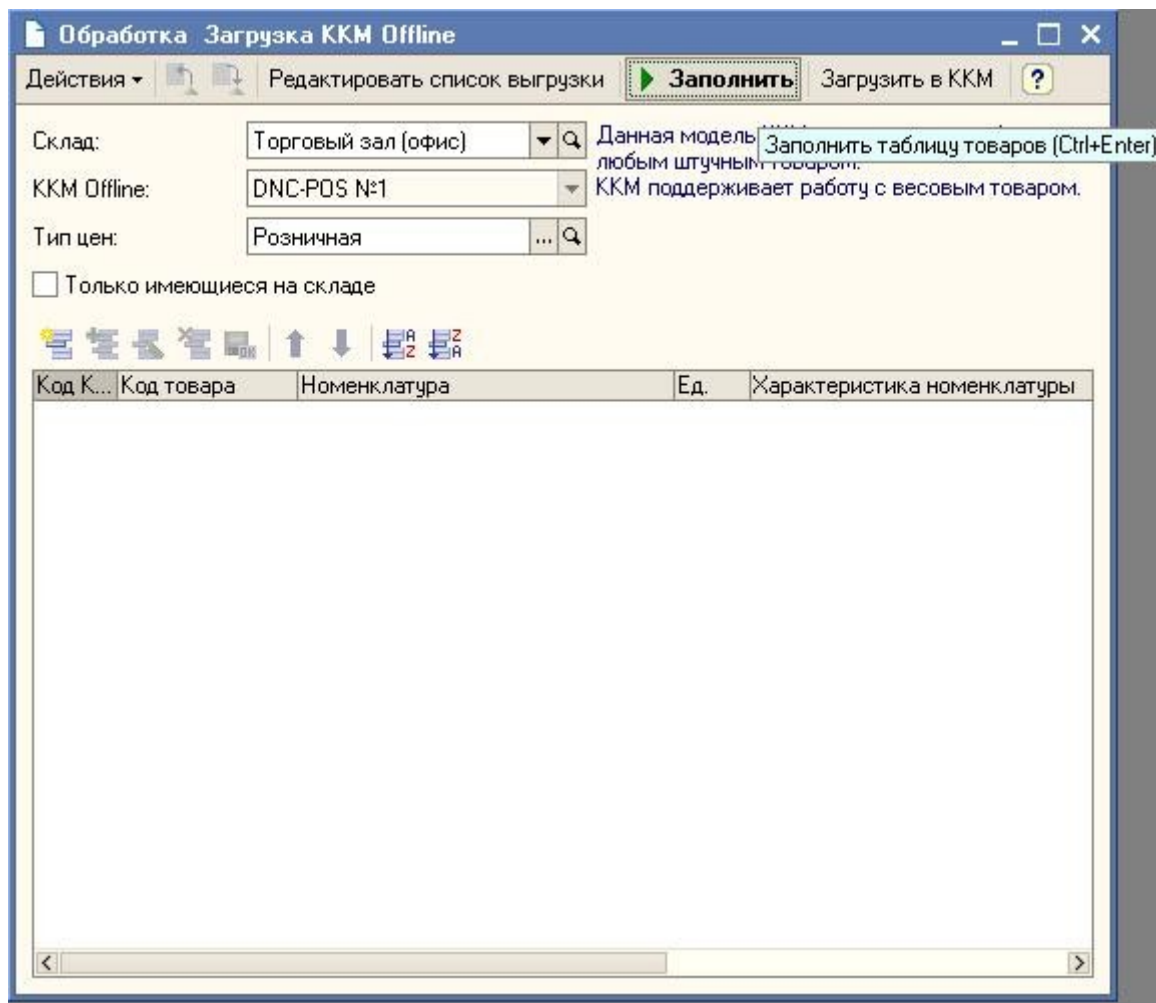 Обработка Загрузка ККМ Offline
Действия Редактировать список выгрузки Заполнить Загрузить в ККМ ?
Склад: Торговый зал (офис) Данная модель
Заполнить таблицу товаров (Ctrl+Enter)
любым штучным товаром.
ККМ Offline: DNC-POS №1 ККМ поддерживает работу с весовым товаром.
Тип цен: Розничная ...
Только имеющиеся на складе
Код К... Код товара Номенклатура Ед. Характеристика номенклатуры